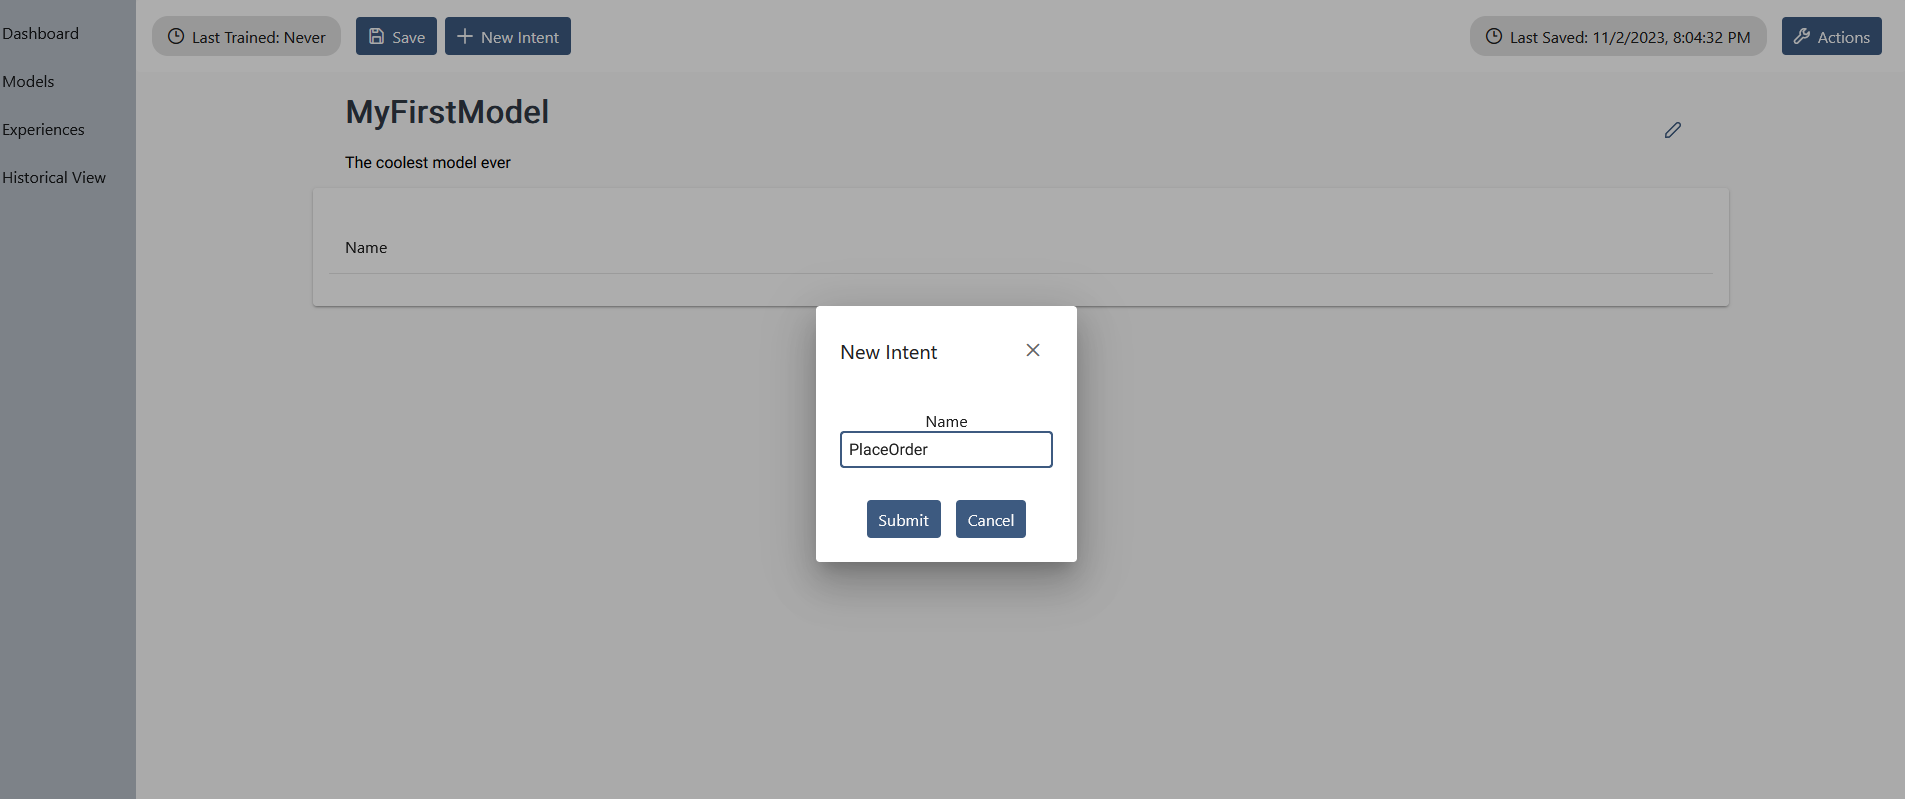 Dashboard
Models
Experiences
Historical View
Last Trained: Never
Save
New Intent
Last Saved: 11/2/2023, 8:04:32 PM
Actions
MyFirstModel
The coolest model ever
Name
New Intent
Name
PlaceOrder
Submit
Cancel